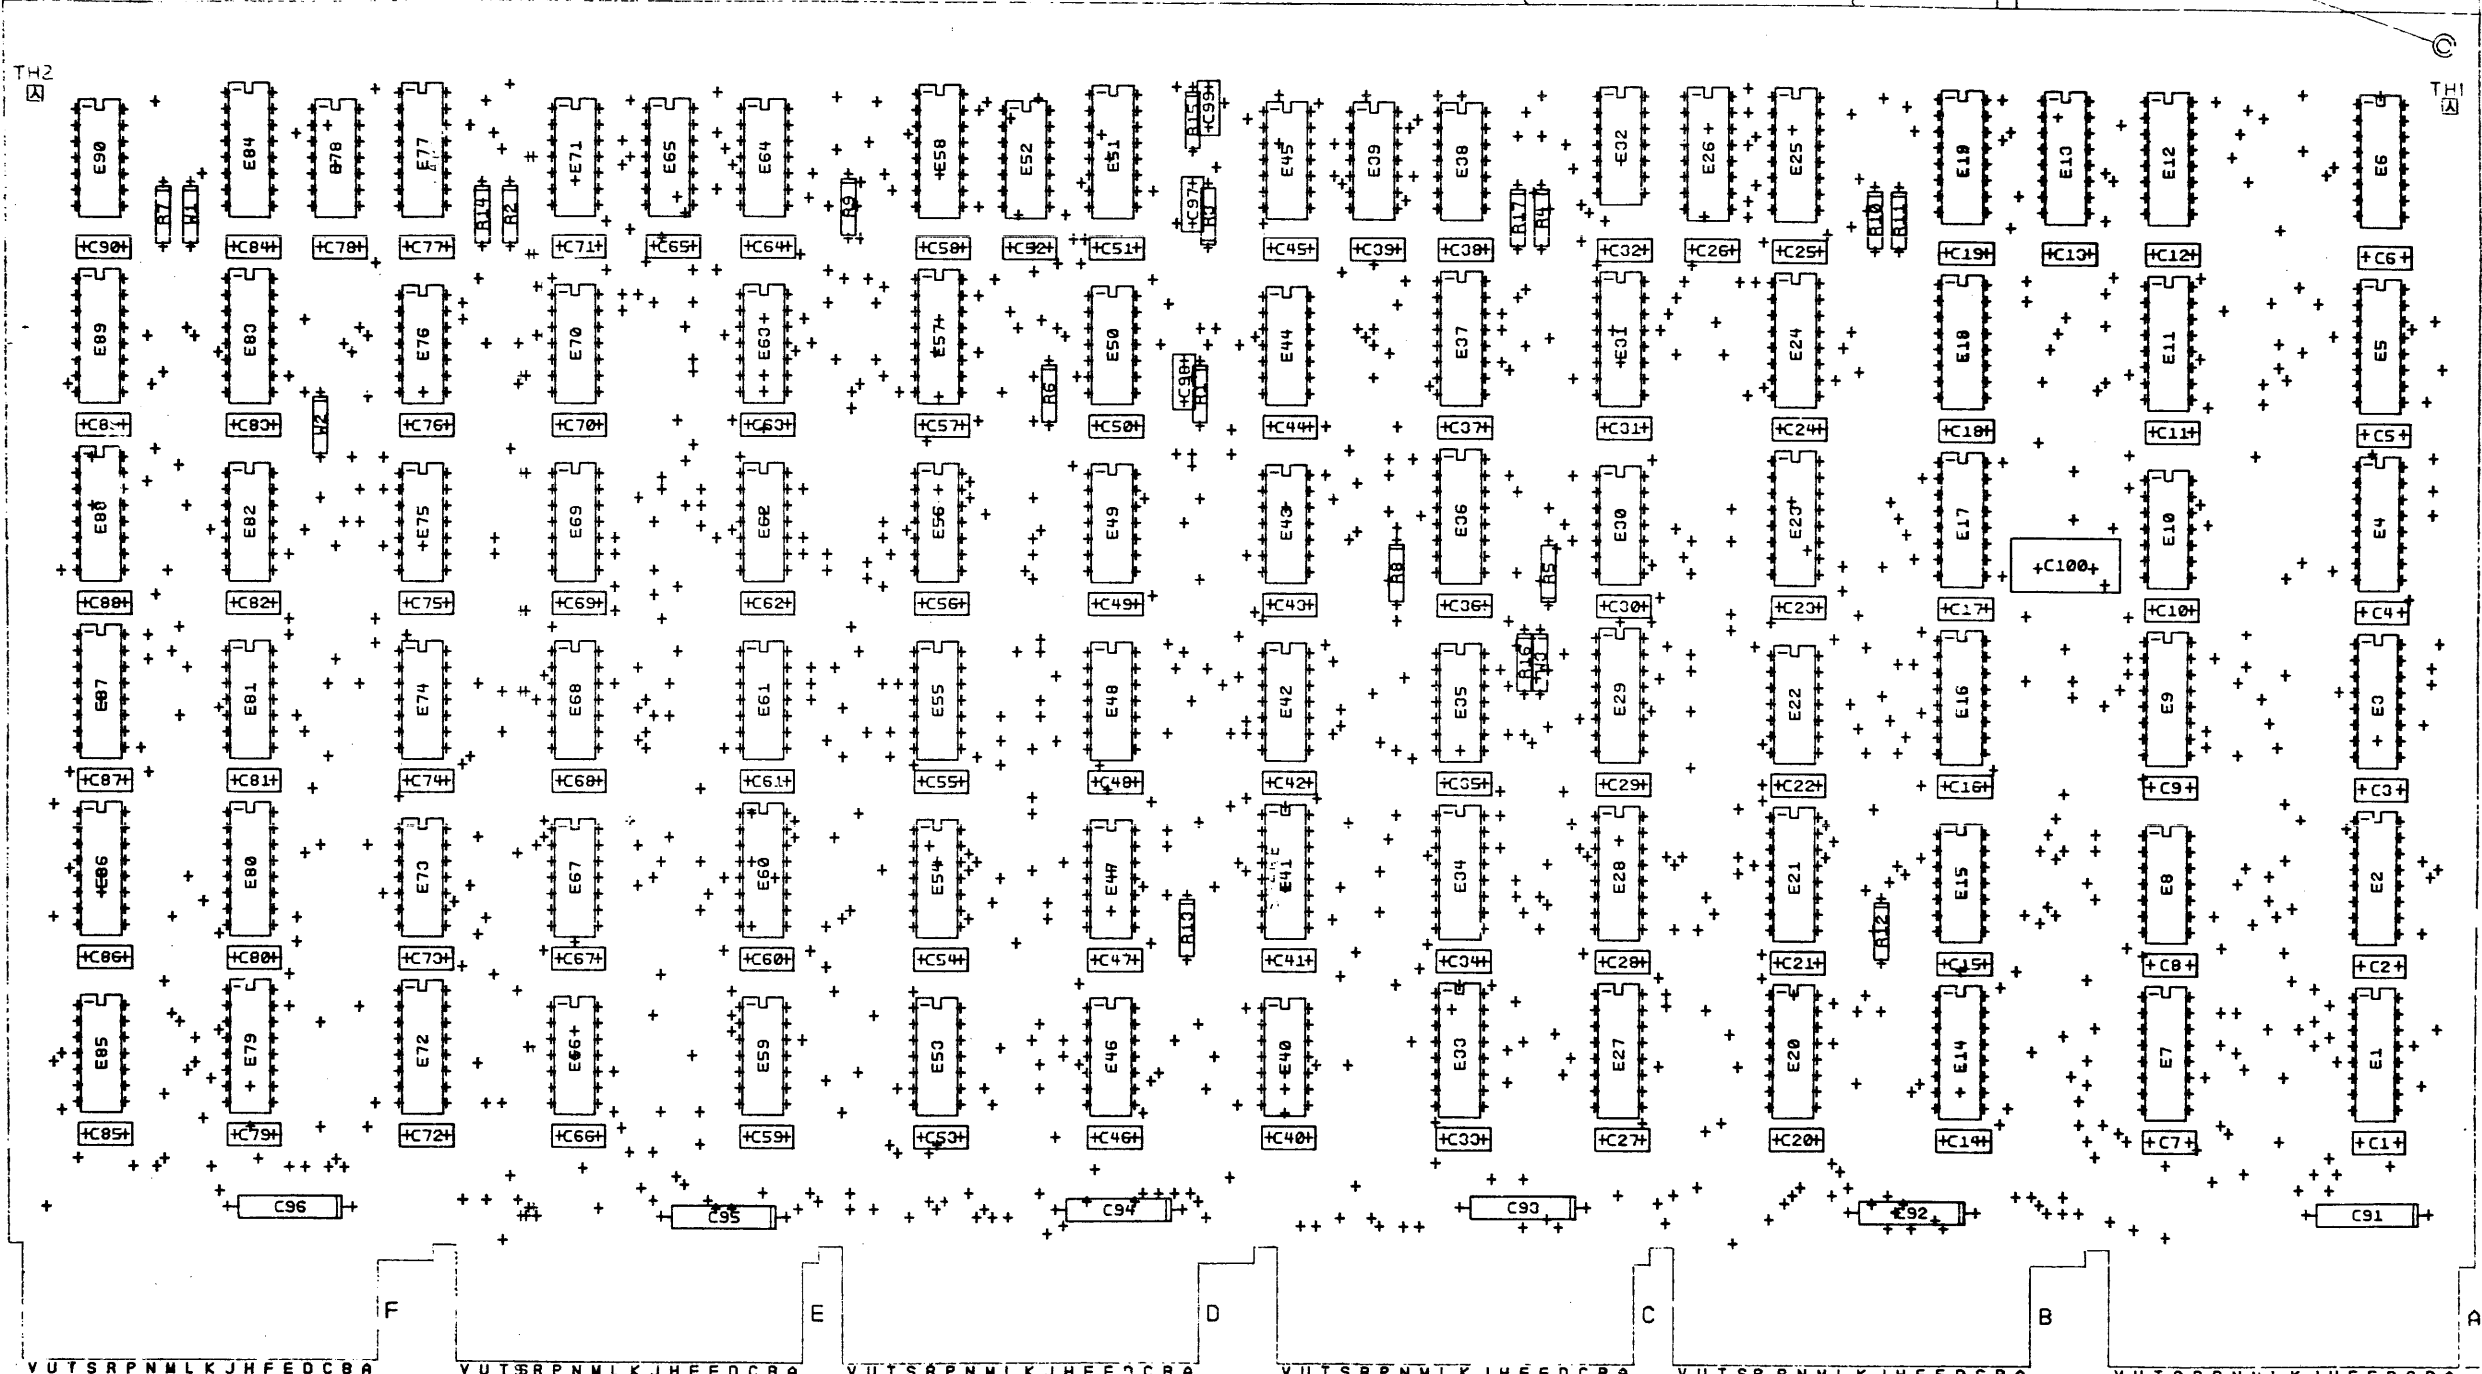 TH2 TH1
E90 E84 E78 E77 E71 E65 E64 E58 E52 E51 R15 C99 E45 E39 E38 E32 E26 E25 E19 E13 E12 E6
R7 W1 R14 R2 R9 C97 R3 R17 R4 R10 R11
C90 C84 C78 C77 C71 C65 C64 C58 C52 C51 C45 C39 C38 C32 C26 C25 C19 C13 C12 C6
E89 E83 E76 E70 E63 E57 E50 E44 E37 E31 E24 E18 E11 E5
W2 R6 C98 R1
C83 C76 C70 C63 C57 C50 C44 C37 C31 C24 C18 C11 C5
E82 E75 E69 E62 E56 E49 E43 E36 E30 E23 E17 E10 E4
R8 R5 C100
C88 C82 C75 C69 C62 C56 C49 C43 C36 C30 C23 C17 C10 C4
E87 E81 E74 E68 E61 E55 E48 E42 E35 R16 W3 E29 E22 E16 E9 E3
C87 C81 C74 C68 C61 C55 C48 C42 C35 C29 C22 C16 C9 C3
E86 E80 E73 E67 E60 E54 E47 E41 E34 E28 E21 E15 E8 E2
R13 R12
C86 C80 C73 C67 C60 C54 C47 C41 C34 C28 C21 C15 C8 C2
E85 E79 E72 E66 E59 E53 E46 E40 E33 E27 E20 E14 E7 E1
C85 C79 C72 C66 C59 C53 C46 C40 C33 C27 C20 C14 C7 C1
C96 C95 C94 C93 C92 C91
F E D C B A
V U T S R P N M L K J H F E D C B A